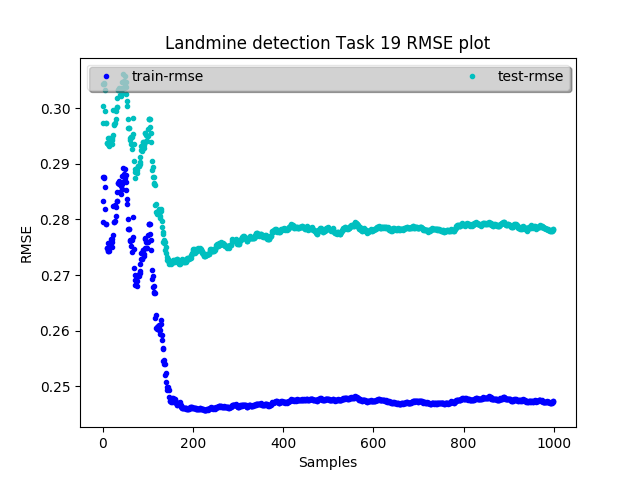 Landmine detection Task 19 RMSE plot
train-rmse test-rmse
0.30
0.29
0.28
0.27
0.26
0.25
RMSE
0 200 400 600 800 1000
Samples